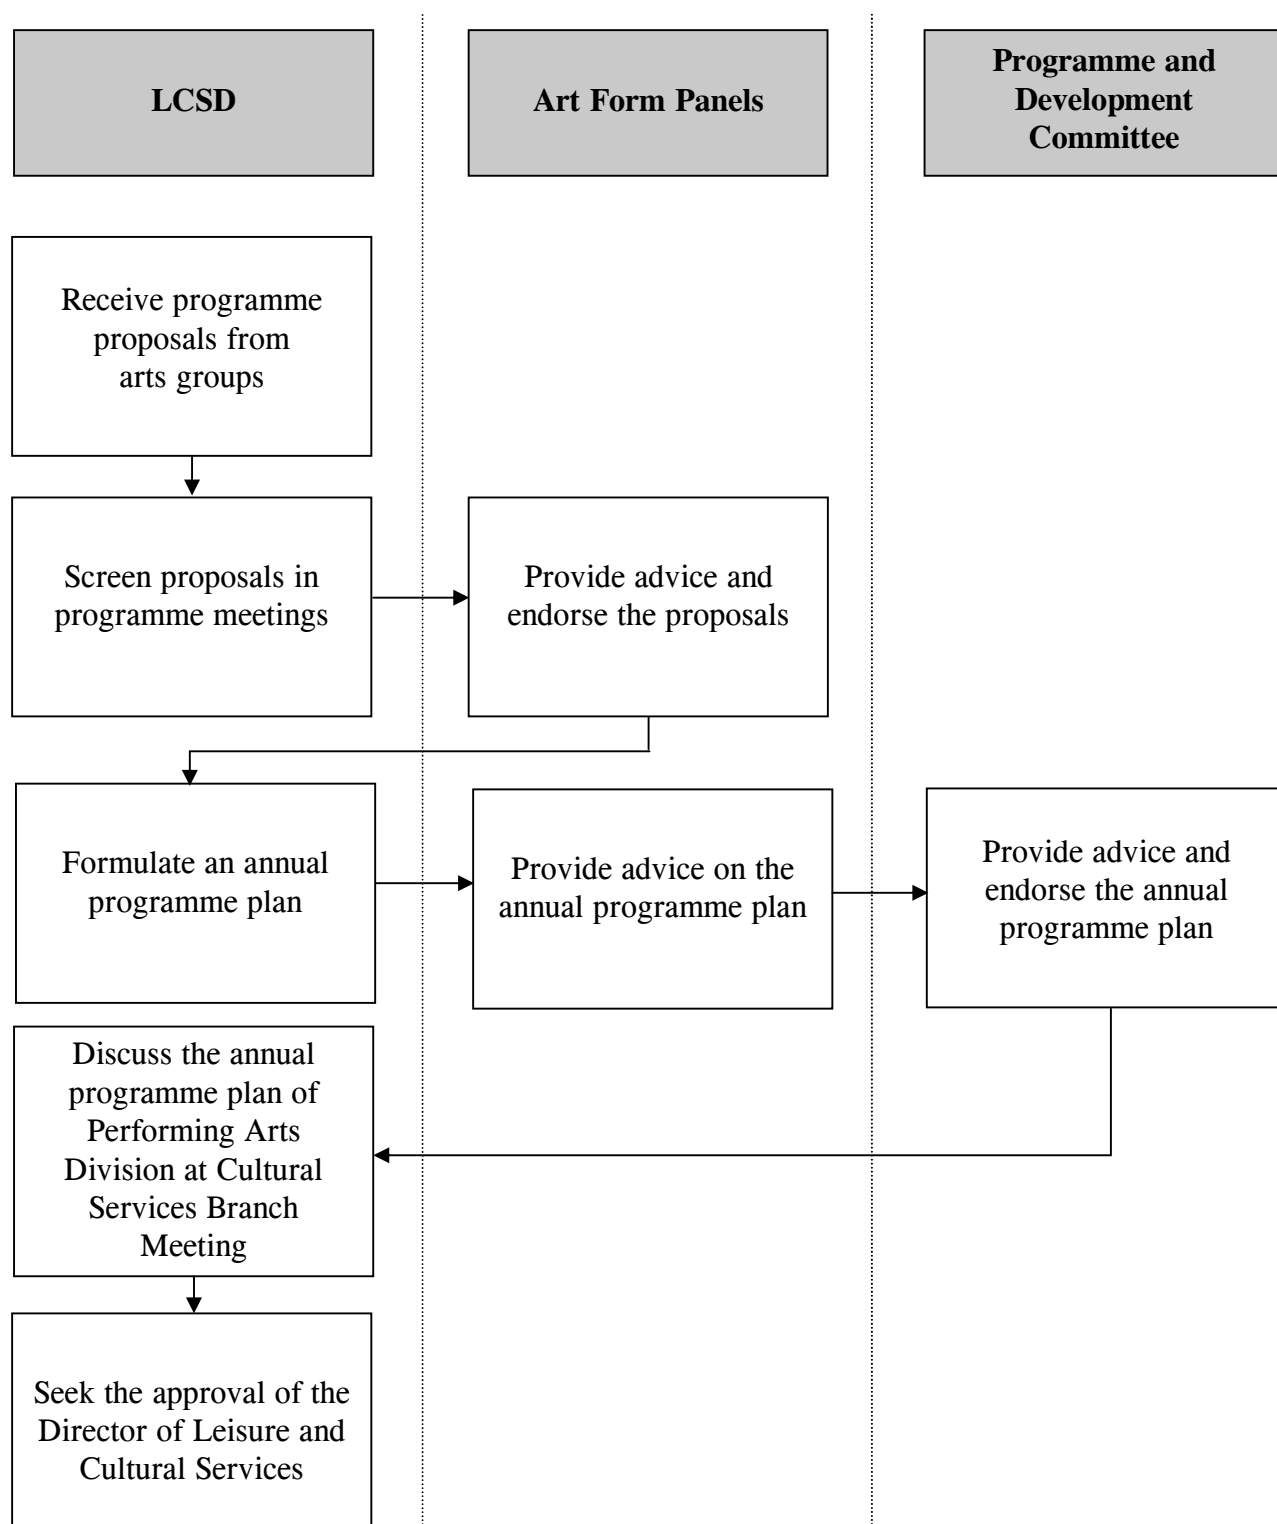 LCSD
Art Form Panels
Programme and
Development
Committee
Receive programme
proposals from
arts groups
Screen proposals in
programme meetings
Provide advice and
endorse the proposals
Formulate an annual
programme plan
Provide advice on the
annual programme plan
Provide advice and
endorse the annual
programme plan
Discuss the annual
programme plan of
Performing Arts
Division at Cultural
Services Branch
Meeting
Seek the approval of the
Director of Leisure and
Cultural Services